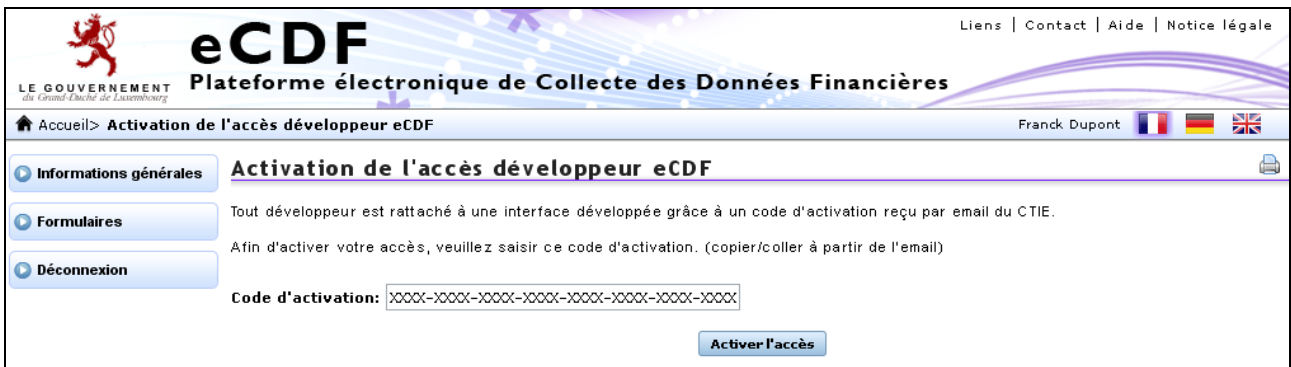 Liens | Contact | Aide | Notice légale
eCDF
Plateforme électronique de Collecte des Données Financières
LE GOUVERNEMENT
du Grand-Duché de Luxembourg
Accueil> Activation de l'accès développeur eCDF
Franck Dupont
Informations générales
Formulaires
Déconnexion
Activation de l'accès développeur eCDF
Tout développeur est rattaché à une interface développée grâce à un code d'activation reçu par email du CTIE.
Afin d'activer votre accès, veuillez saisir ce code d'activation. (copier/coller à partir de l'email)
Code d'activation: XXXX-XXXX-XXXX-XXXX-XXXX-XXXX-XXXX-XXXX
Activer l'accès